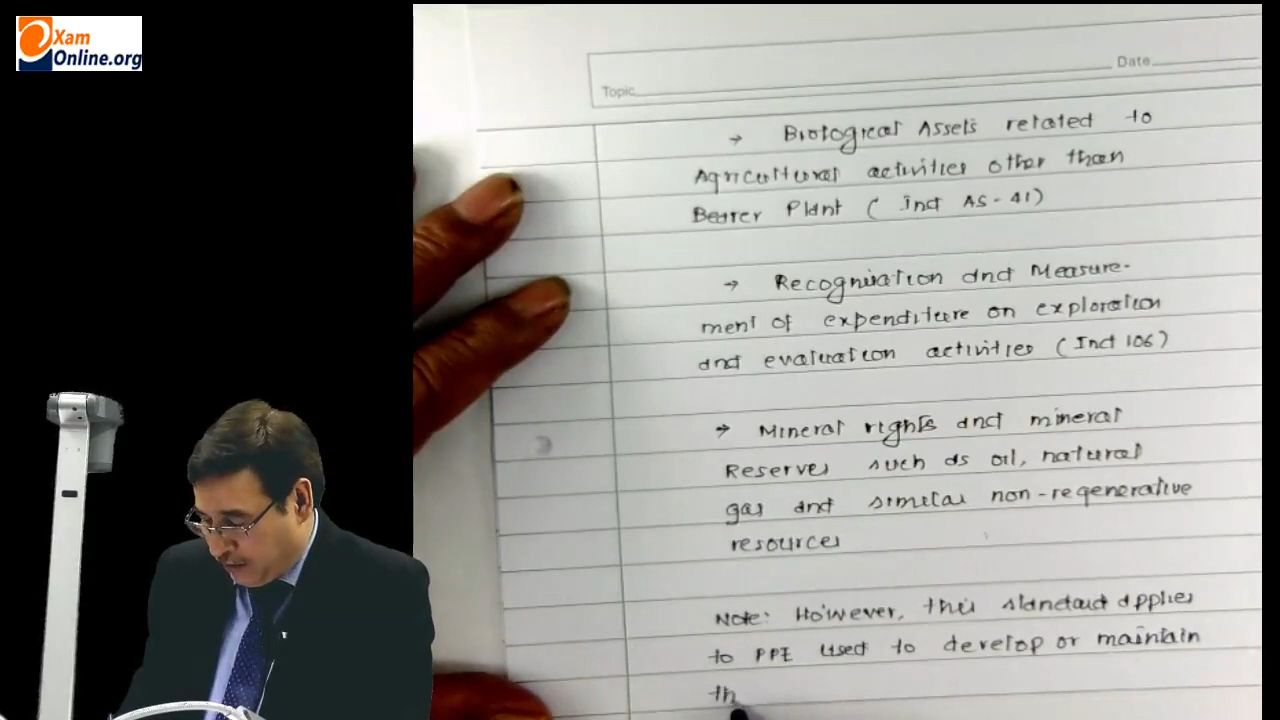 Xam
Online.org
Topic
Date
→ Biological Assets related to
Agricultural activities other than
Bearer Plant ( Ind AS-41)
→ Recognisation and Measure-
ment of expenditure on exploration
and evaluation activities (Ind 106)
→ Mineral rights and mineral
Reserves such as oil, natural
gas and similar non-regenerative
resources
Note: However, this standard applies
to PPE used to develop or maintain
th